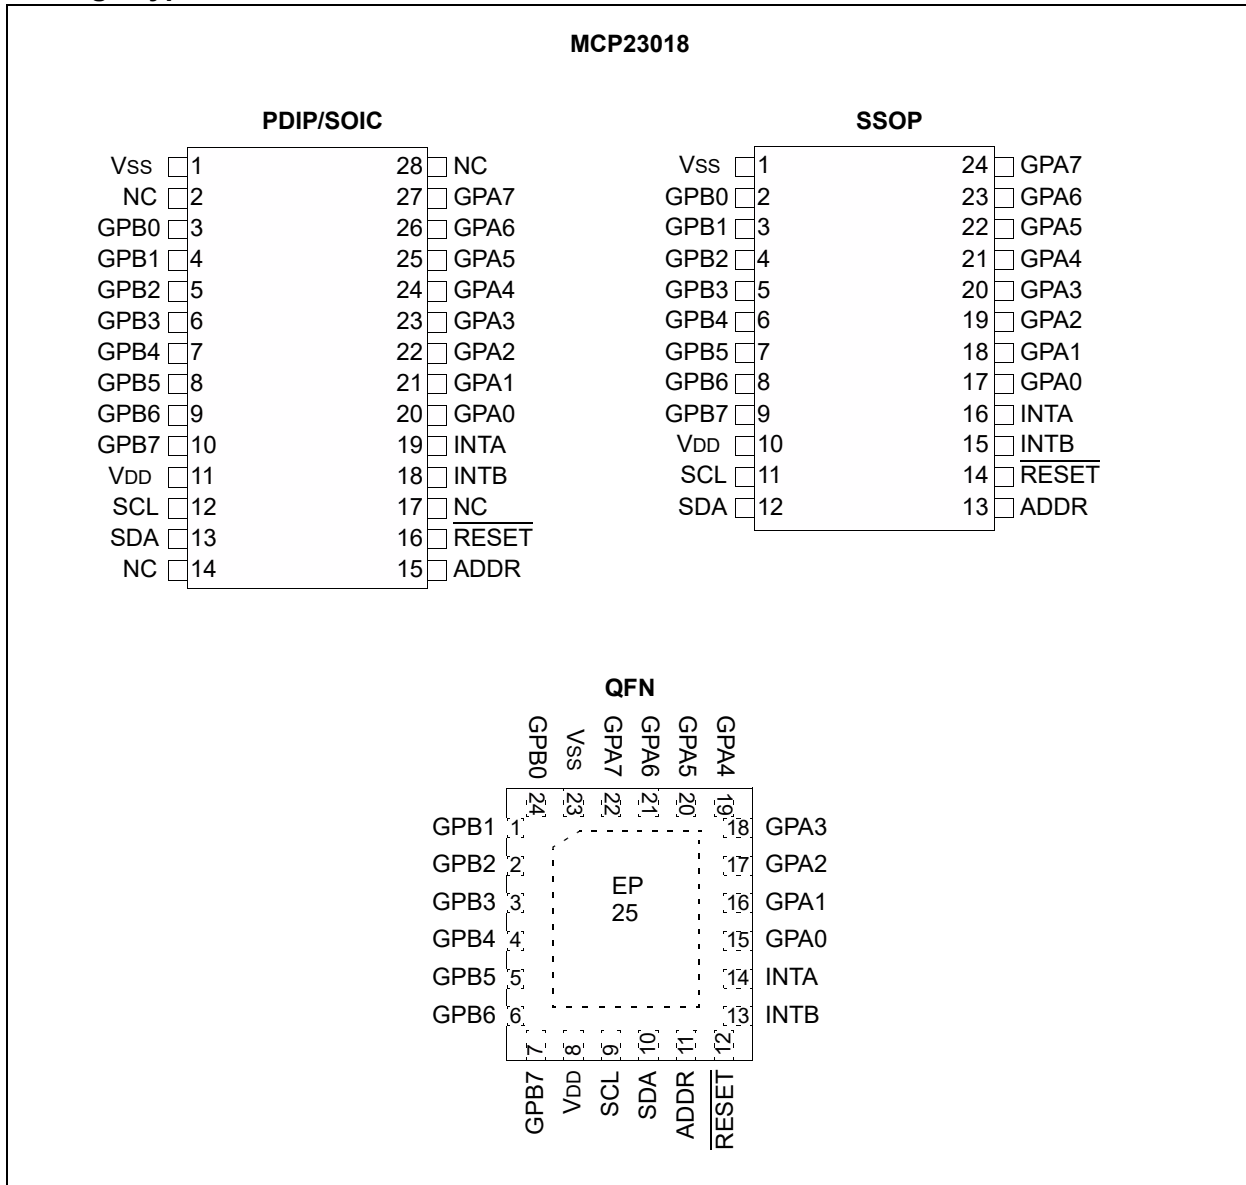 MCP23018
PDIP/SOIC
VSS 1 28 NC
NC 2 27 GPA7
GPB0 3 26 GPA6
GPB1 4 25 GPA5
GPB2 5 24 GPA4
GPB3 6 23 GPA3
GPB4 7 22 GPA2
GPB5 8 21 GPA1
GPB6 9 20 GPA0
GPB7 10 19 INTA
VDD 11 18 INTB
SCL 12 17 NC
SDA 13 16 RESET
NC 14 15 ADDR
SSOP
VSS 1 24 GPA7
GPB0 2 23 GPA6
GPB1 3 22 GPA5
GPB2 4 21 GPA4
GPB3 5 20 GPA3
GPB4 6 19 GPA2
GPB5 7 18 GPA1
GPB6 8 17 GPA0
GPB7 9 16 INTA
VDD 10 15 INTB
SCL 11 14 RESET
SDA 12 13 ADDR
QFN
GPB0 VSS GPA7 GPA6 GPA5 GPA4
24 23 22 21 20 19
GPB1 1 18 GPA3
GPB2 2 17 GPA2
EP
25
GPB3 3 16 GPA1
GPB4 4 15 GPA0
GPB5 5 14 INTA
GPB6 6 13 INTB
7 8 9 10 11 12
GPB7 VDD SCL SDA ADDR RESET